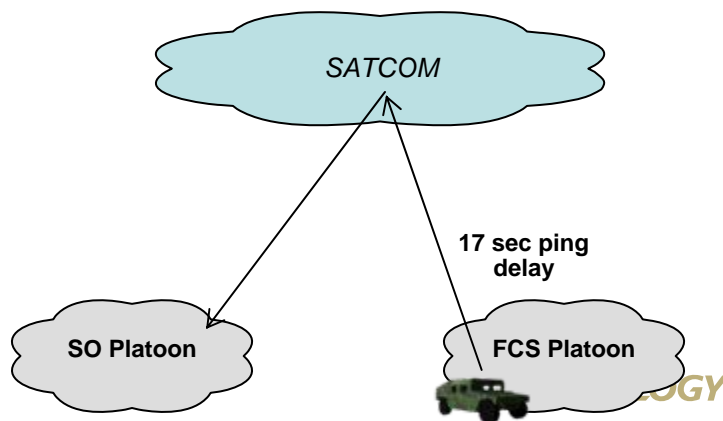 SATCOM
17 sec ping
delay
SO Platoon
FCS Platoon